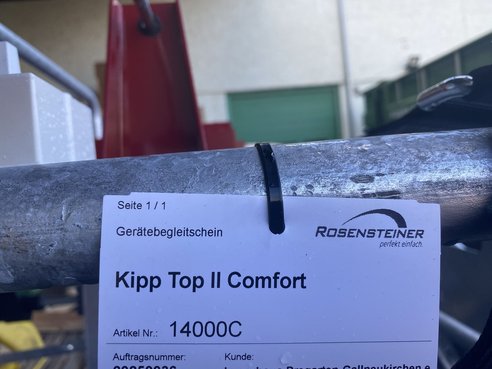 Seite 1 / 1
Gerätebegleitschein
ROSENSTEINER
perfekt einfach.
Kipp Top II Comfort
Artikel Nr.: 14000C
Auftragsnummer: Kunde: